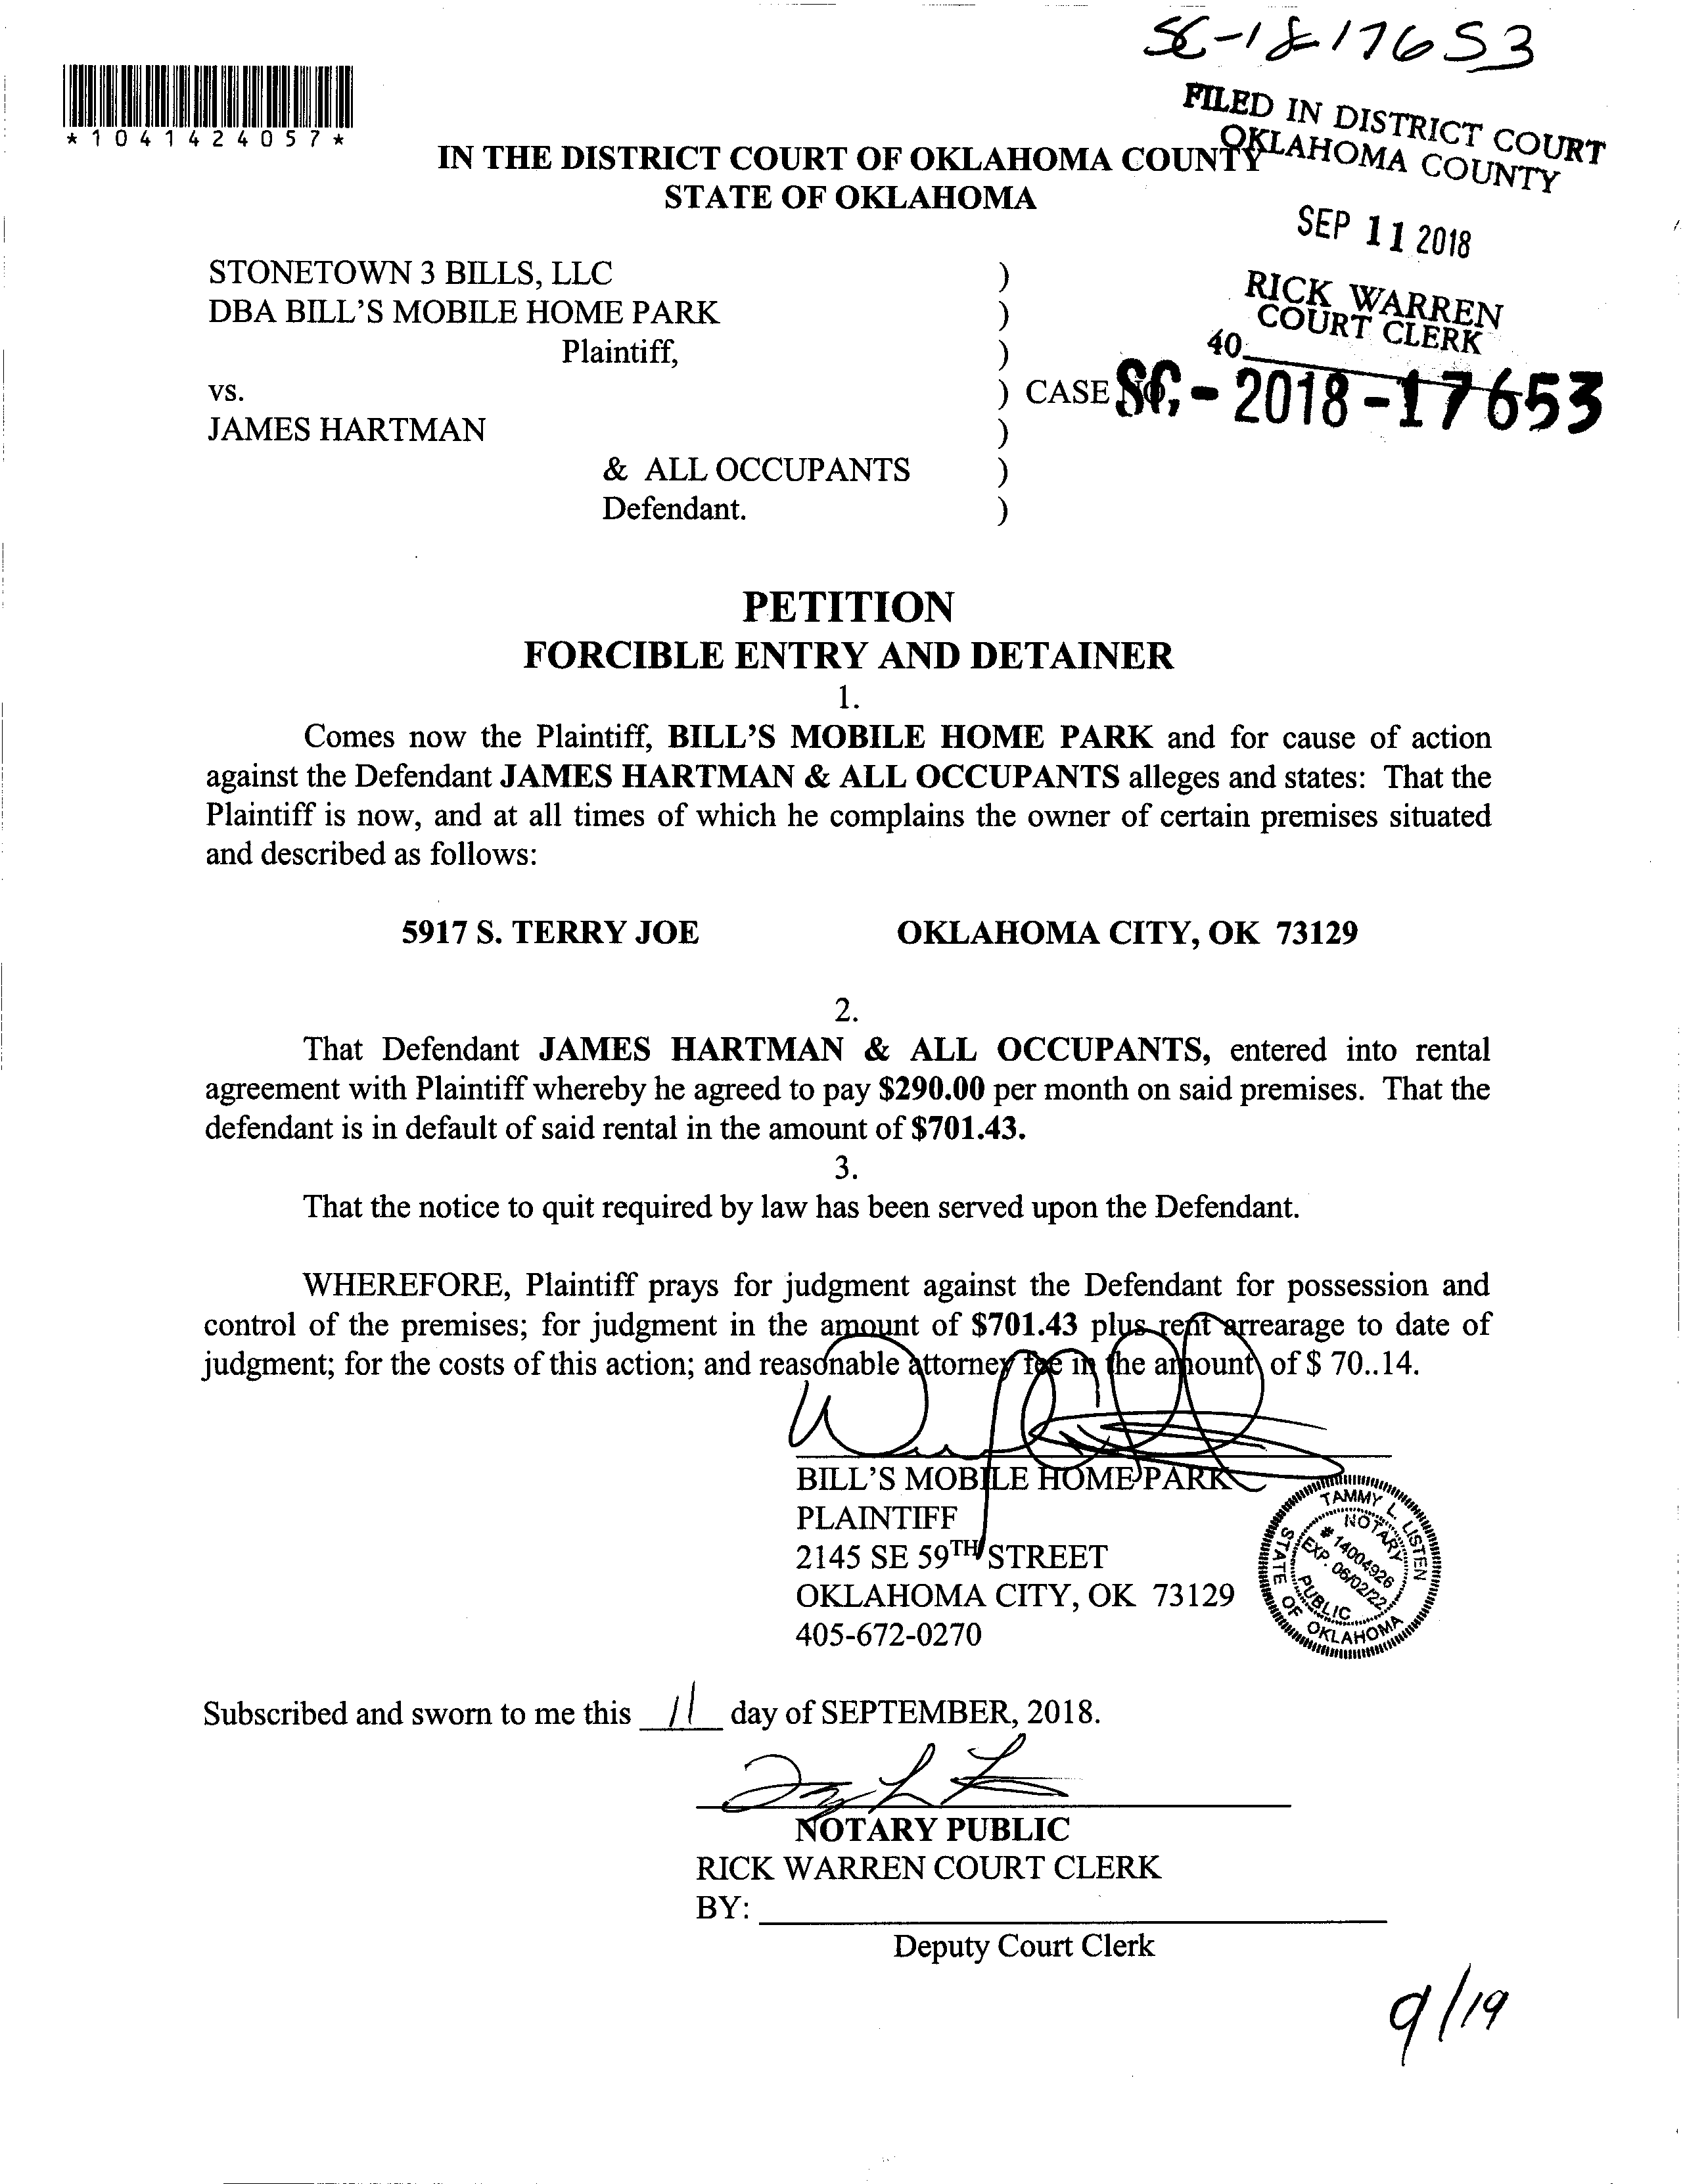 SC-18-17653
*1041424057*
FILED IN DISTRICT COURT
OKLAHOMA COUNTY
IN THE DISTRICT COURT OF OKLAHOMA COUNTY
STATE OF OKLAHOMA
SEP 11 2018
RICK WARREN
COURT CLERK
40
STONETOWN 3 BILLS, LLC )
DBA BILL'S MOBILE HOME PARK )
Plaintiff, )
vs. ) CASE NO. SC-2018-17653
JAMES HARTMAN )
& ALL OCCUPANTS )
Defendant. )
PETITION
FORCIBLE ENTRY AND DETAINER
1.
Comes now the Plaintiff, BILL'S MOBILE HOME PARK and for cause of action
against the Defendant JAMES HARTMAN & ALL OCCUPANTS alleges and states: That the
Plaintiff is now, and at all times of which he complains the owner of certain premises situated
and described as follows:
5917 S. TERRY JOE OKLAHOMA CITY, OK 73129
2.
That Defendant JAMES HARTMAN & ALL OCCUPANTS, entered into rental
agreement with Plaintiff whereby he agreed to pay $290.00 per month on said premises. That the
defendant is in default of said rental in the amount of $701.43.
3.
That the notice to quit required by law has been served upon the Defendant.
WHEREFORE, Plaintiff prays for judgment against the Defendant for possession and
control of the premises; for judgment in the amount of $701.43 plus rent arrearage to date of
judgment; for the costs of this action; and reasonable attorney fee in the amount of $ 70..14.
BILL'S MOBILE HOME PARK
PLAINTIFF
2145 SE 59TH STREET
OKLAHOMA CITY, OK 73129
405-672-0270
TAMMY L. LISTEN
NOTARY PUBLIC
# 14004926
EXP. 06/02/22
STATE OF OKLAHOMA
Subscribed and sworn to me this 11 day of SEPTEMBER, 2018.
NOTARY PUBLIC
RICK WARREN COURT CLERK
BY:
Deputy Court Clerk
9/19